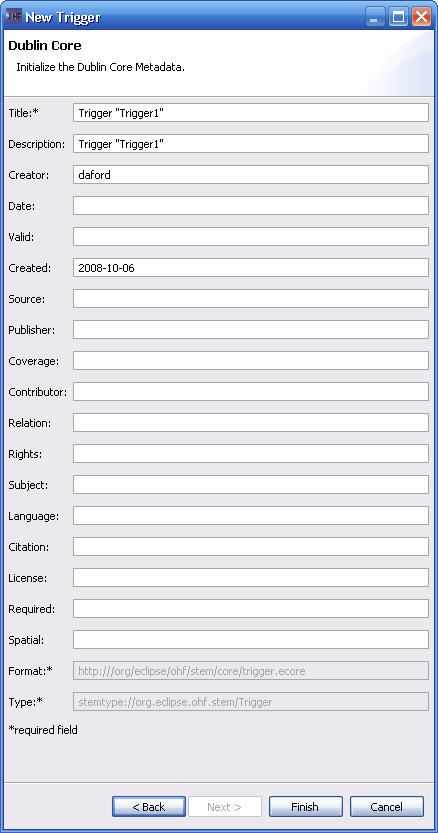 OHF New Trigger
Dublin Core
Initialize the Dublin Core Metadata.
Title:* Trigger "Trigger1"
Description: Trigger "Trigger1"
Creator: daford
Date:
Valid:
Created: 2008-10-06
Source:
Publisher:
Coverage:
Contributor:
Relation:
Rights:
Subject:
Language:
Citation:
License:
Required:
Spatial:
Format:* http:///org/eclipse/ohf/stem/core/trigger.ecore
Type:* stemtype://org.eclipse.ohf.stem/Trigger
*required field
< Back Next > Finish Cancel